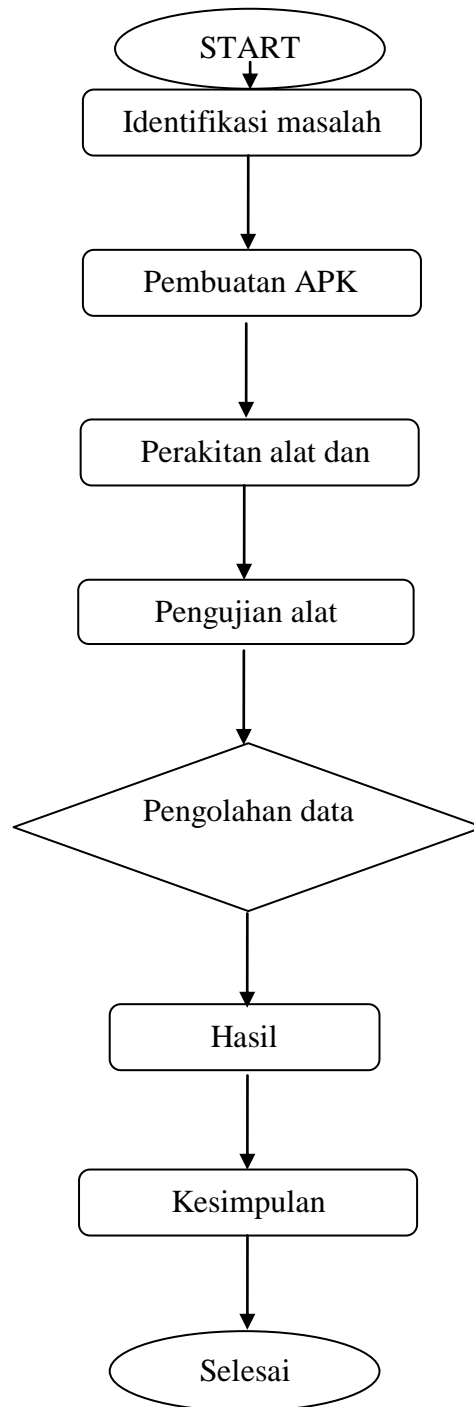 START
Identifikasi masalah
Pembuatan APK
Perakitan alat dan
Pengujian alat
Pengolahan data
Hasil
Kesimpulan
Selesai